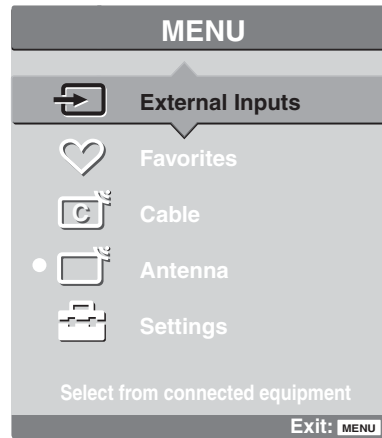 MENU
External Inputs
Favorites
C Cable
Antenna
Settings
Select from connected equipment
Exit: MENU